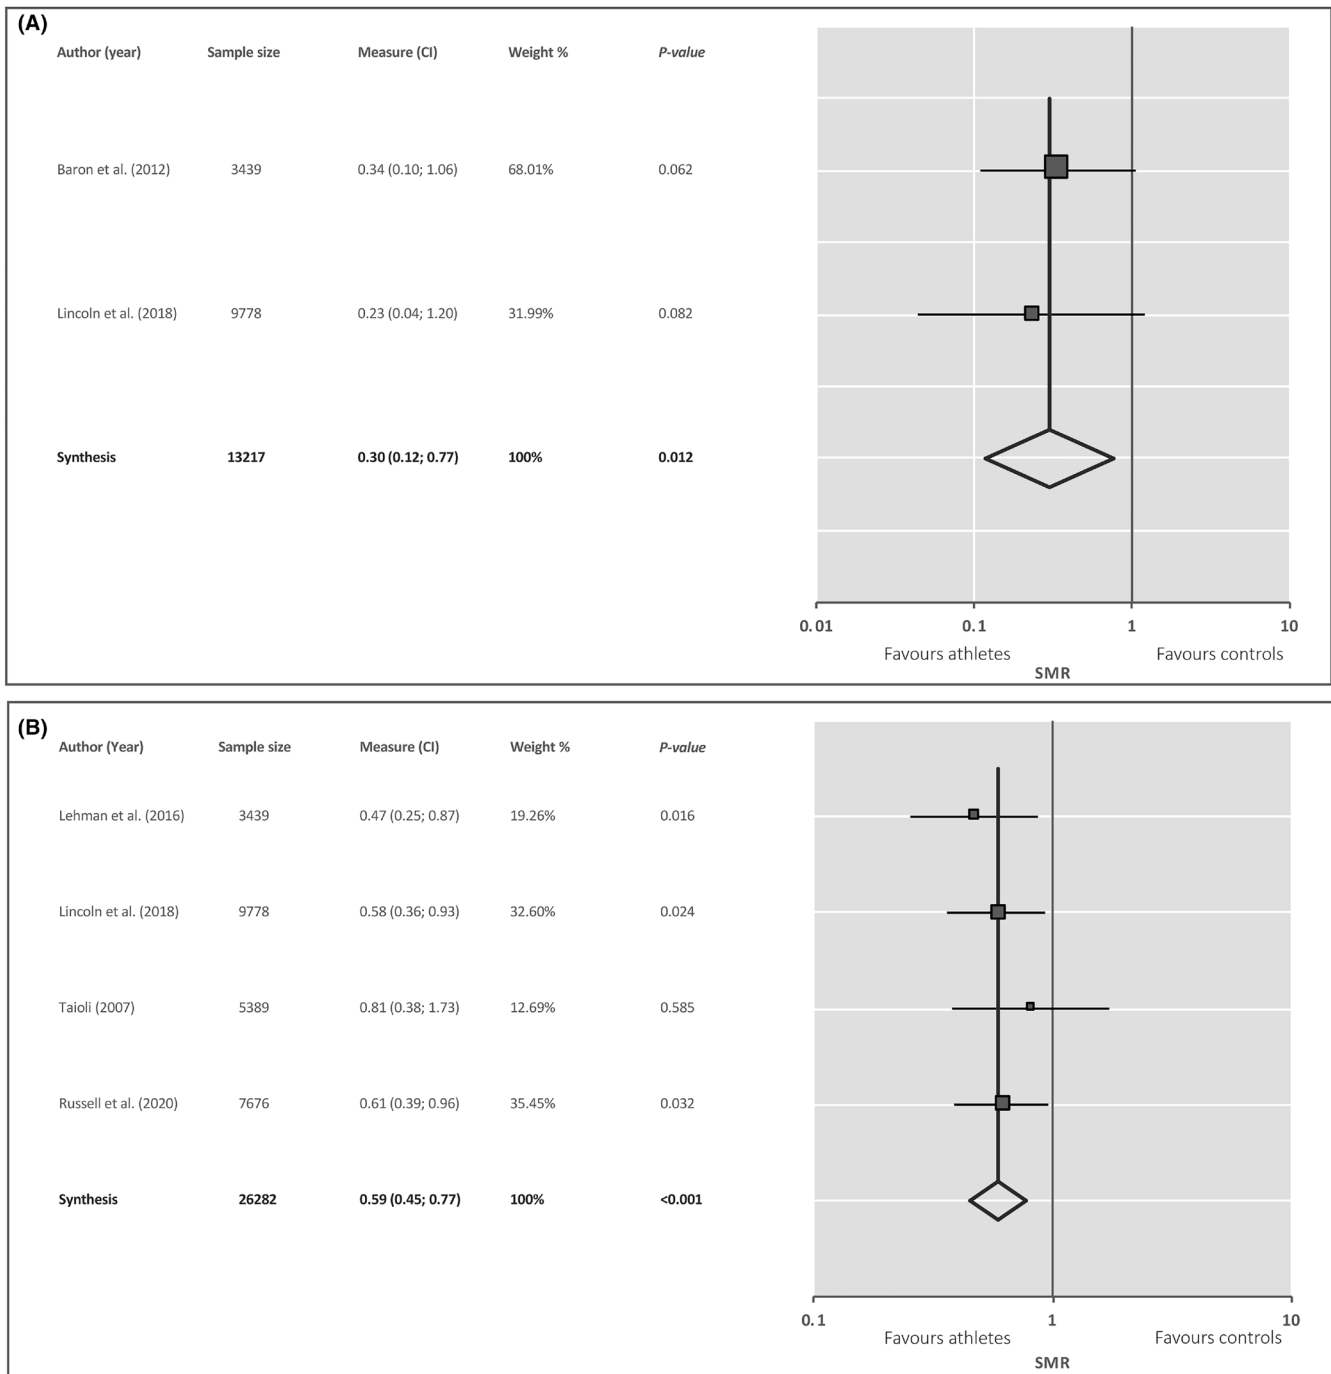 (A)
Author (year) Sample size Measure (CI) Weight % P-value
Baron et al. (2012) 3439 0.34 (0.10; 1.06) 68.01% 0.062
Lincoln et al. (2018) 9778 0.23 (0.04; 1.20) 31.99% 0.082
Synthesis 13217 0.30 (0.12; 0.77) 100% 0.012
0.01 0.1 1 10
Favours athletes Favours controls
SMR
(B)
Author (Year) Sample size Measure (CI) Weight % P-value
Lehman et al. (2016) 3439 0.47 (0.25; 0.87) 19.26% 0.016
Lincoln et al. (2018) 9778 0.58 (0.36; 0.93) 32.60% 0.024
Taioli (2007) 5389 0.81 (0.38; 1.73) 12.69% 0.585
Russell et al. (2020) 7676 0.61 (0.39; 0.96) 35.45% 0.032
Synthesis 26282 0.59 (0.45; 0.77) 100% <0.001
0.1 1 10
Favours athletes Favours controls
SMR